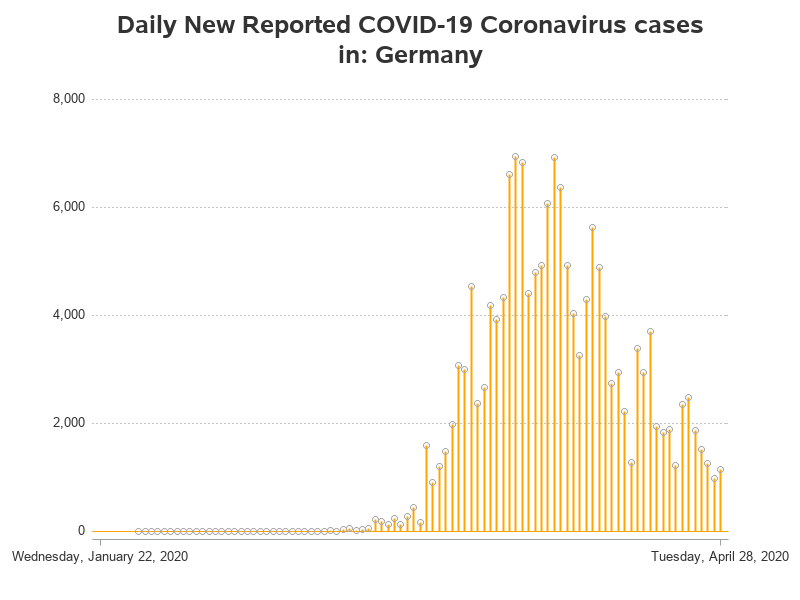 Daily New Reported COVID-19 Coronavirus cases
in: Germany
8,000
6,000
4,000
2,000
0
Wednesday, January 22, 2020
Tuesday, April 28, 2020